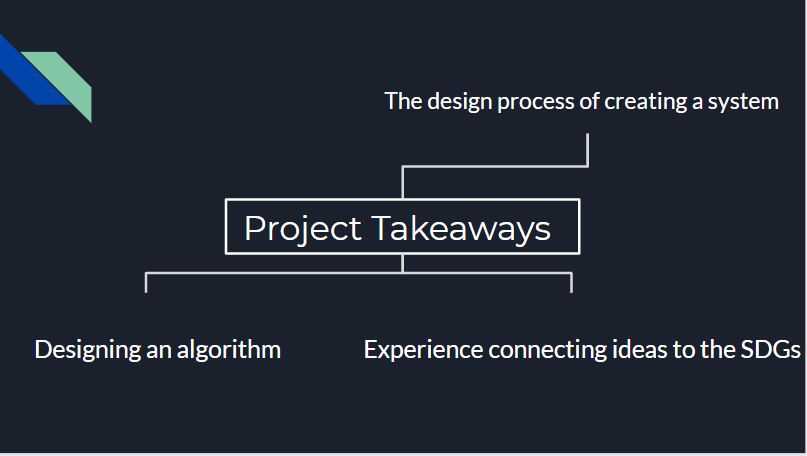 The design process of creating a system
Project Takeaways
Designing an algorithm
Experience connecting ideas to the SDGs